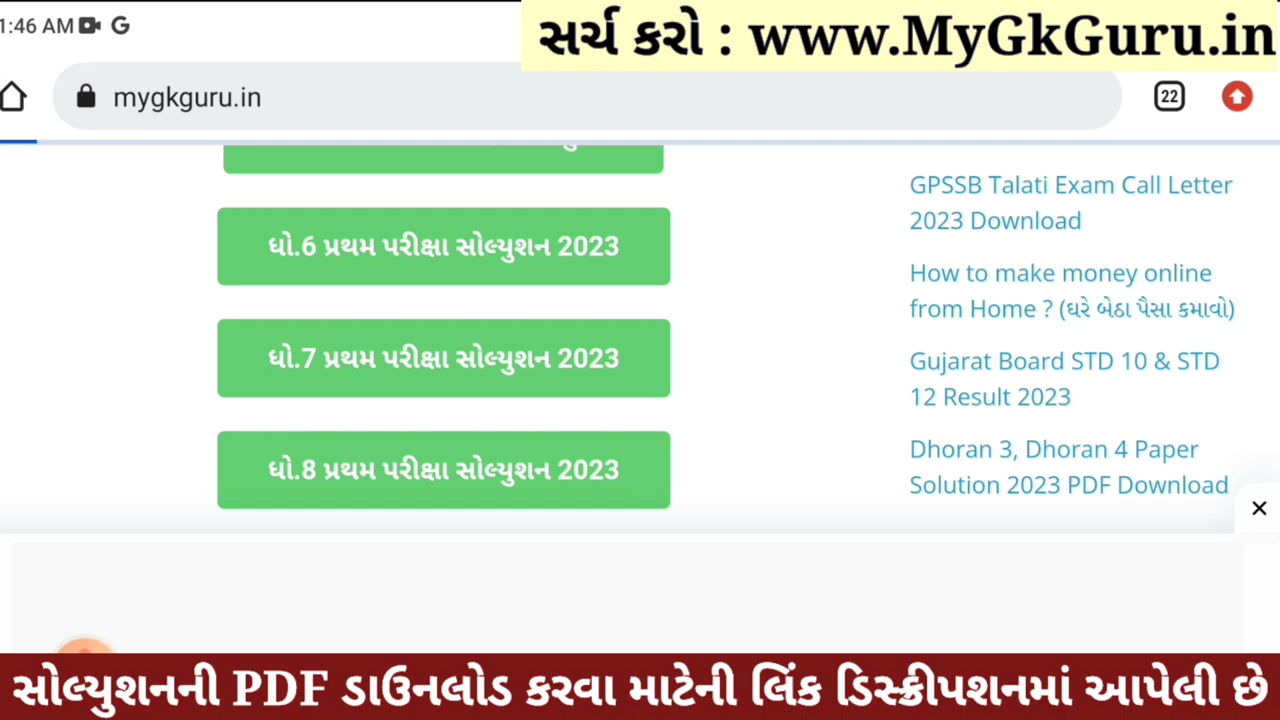 1:46 AM G
સર્ચ કરો : www.MyGkGuru.in
mygkguru.in
22
ધો.6 પ્રથમ પરીક્ષા સોલ્યુશન 2023
ધો.7 પ્રથમ પરીક્ષા સોલ્યુશન 2023
ધો.8 પ્રથમ પરીક્ષા સોલ્યુશન 2023
GPSSB Talati Exam Call Letter
2023 Download
How to make money online
from Home ? (ઘરે બેઠા પૈસા કમાવો)
Gujarat Board STD 10 & STD
12 Result 2023
Dhoran 3, Dhoran 4 Paper
Solution 2023 PDF Download
સોલ્યુશનની PDF ડાઉનલોડ કરવા માટેની લિંક ડિસ્ક્રીપશનમાં આપેલી છે